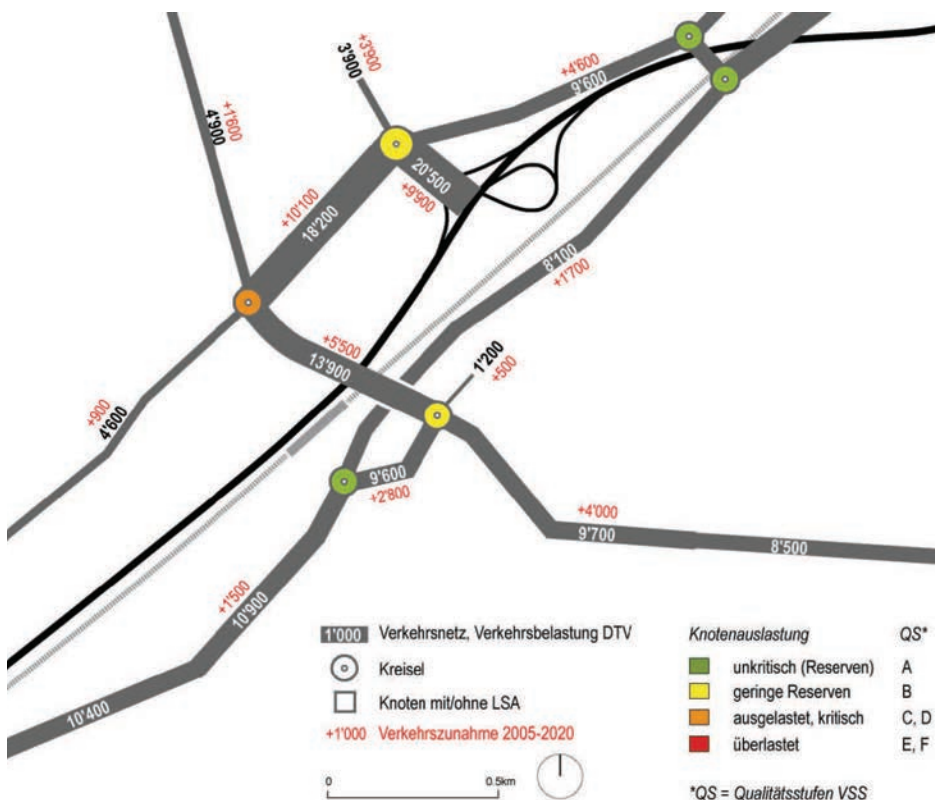 +3'900
3'900
+4'600
9'600
+1'600
4'900
20'500
+9'900
+10'100
18'200
8'100
+1'700
+5'500
13'900
1'200
+500
+900
4'600
9'600
+2'800
+4'000
9'700
8'500
+1'500
10'900
10'400
1'000 Verkehrsnetz, Verkehrsbelastung DTV
Kreisel
Knoten mit/ohne LSA
+1'000 Verkehrszunahme 2005-2020
0 0.5km
Knotenauslastung QS*
unkritisch (Reserven) A
geringe Reserven B
ausgelastet, kritisch C, D
überlastet E, F
*QS = Qualitätsstufen VSS